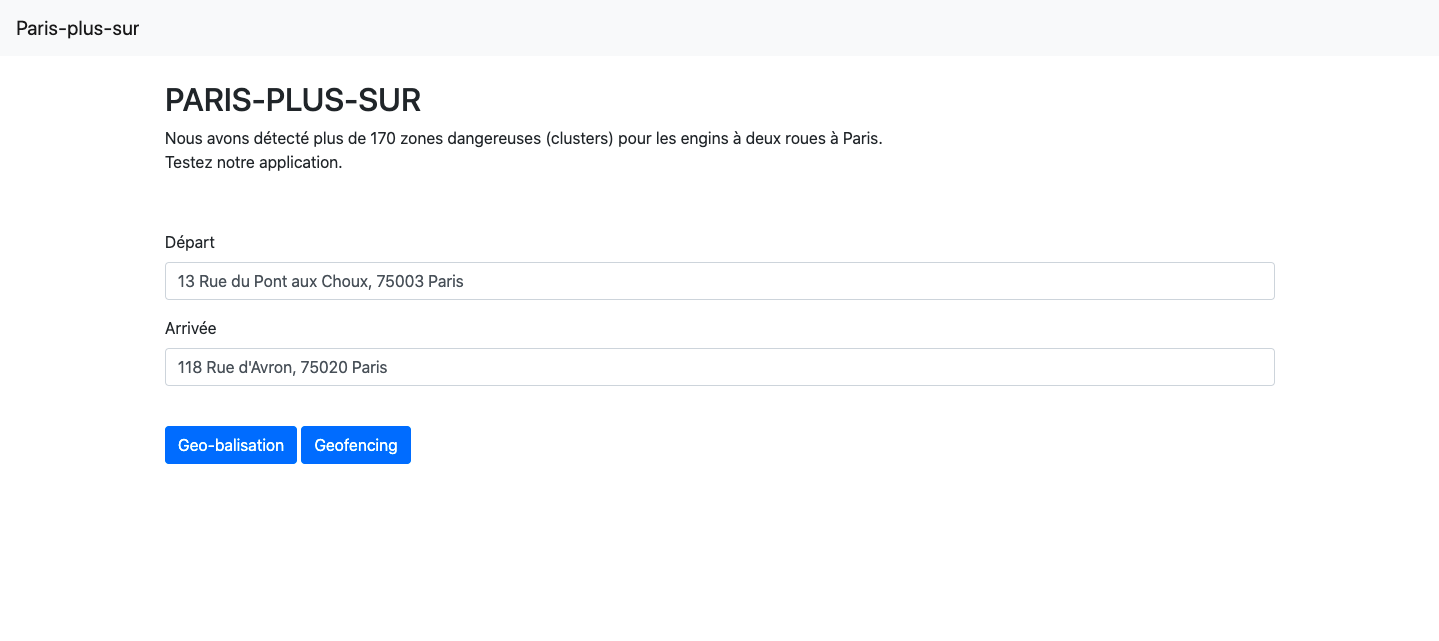 Paris-plus-sur
PARIS-PLUS-SUR
Nous avons détecté plus de 170 zones dangereuses (clusters) pour les engins à deux roues à Paris.
Testez notre application.
Départ
13 Rue du Pont aux Choux, 75003 Paris
Arrivée
118 Rue d'Avron, 75020 Paris
Geo-balisation Geofencing